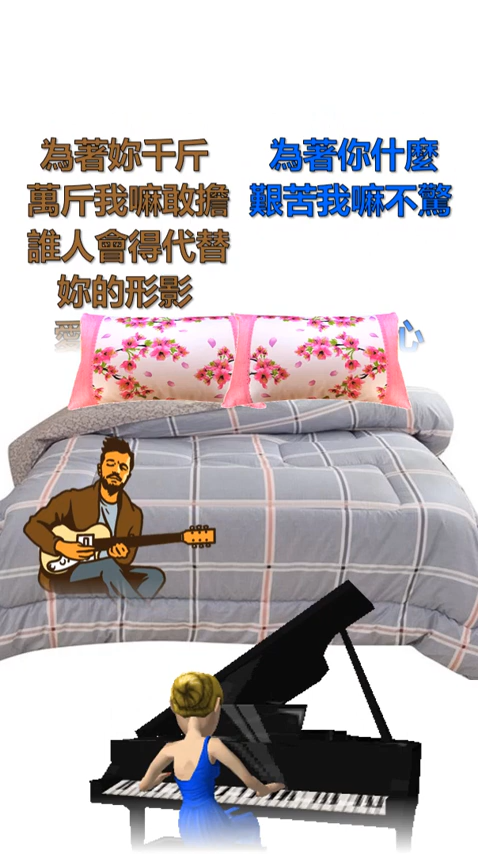 為著妳千斤
萬斤我嘛敢擔
誰人會得代替
妳的形影
為著你什麼
艱苦我嘛不驚
心